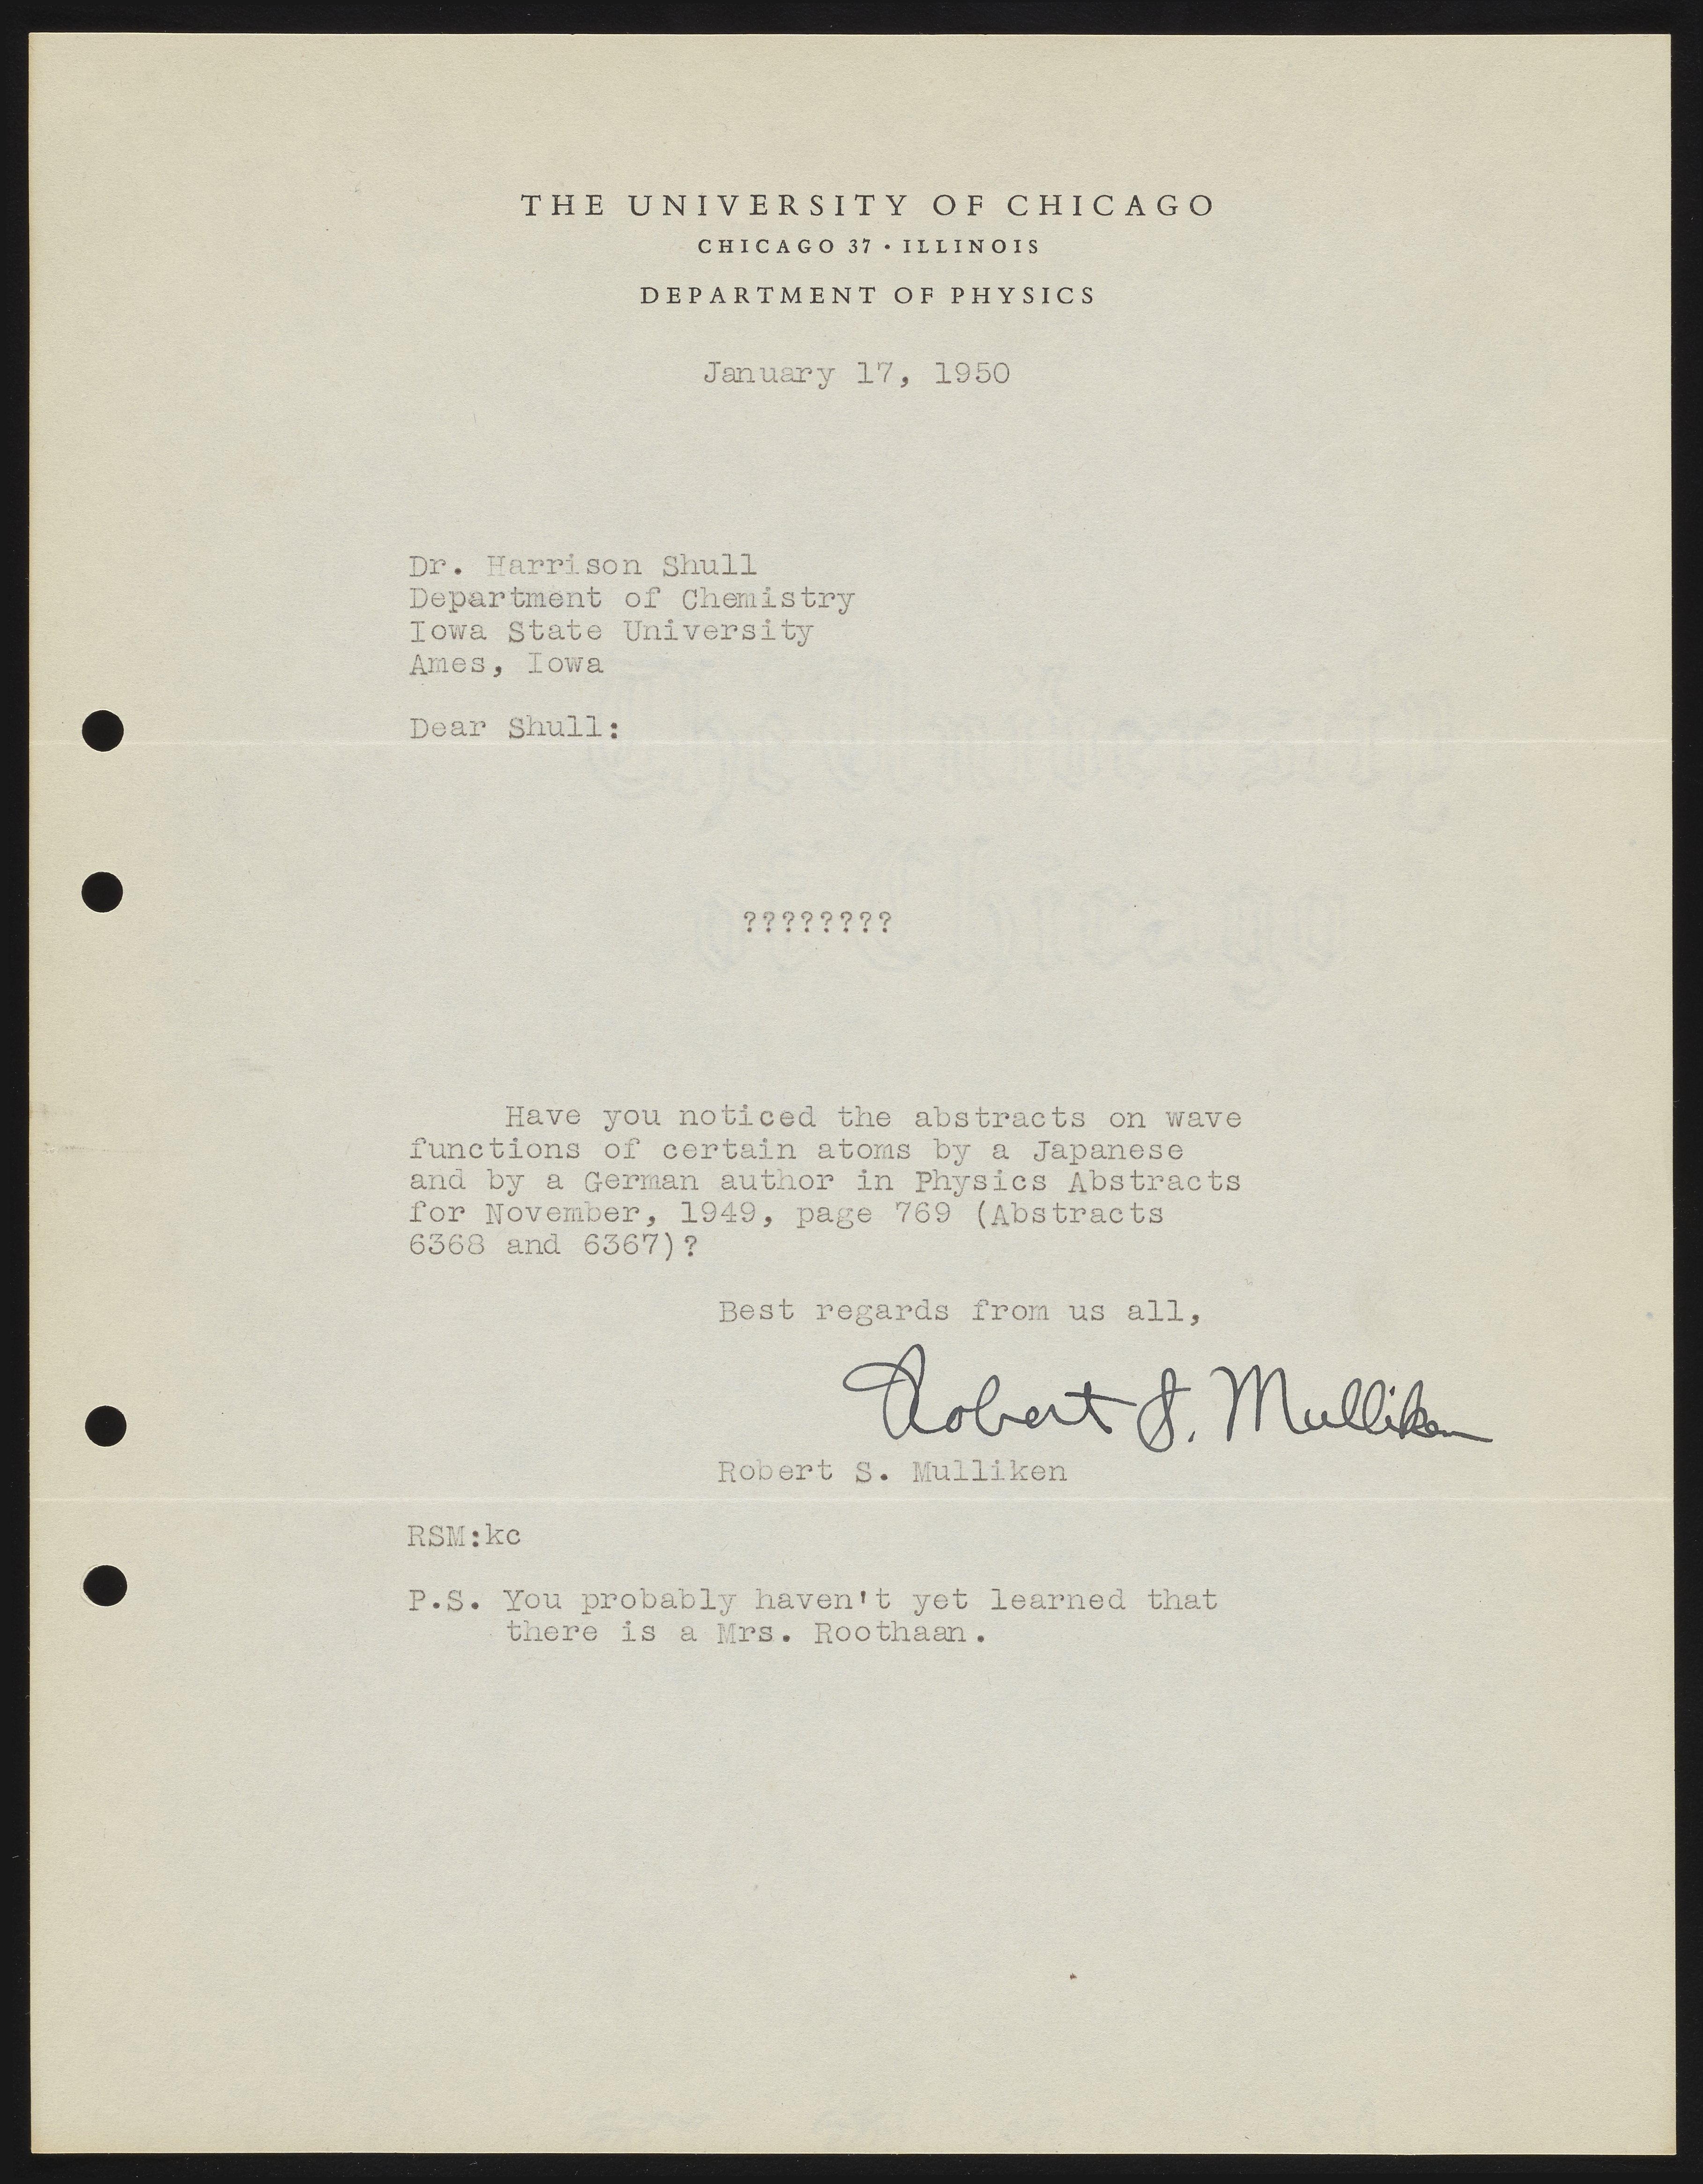 THE UNIVERSITY OF CHICAGO
CHICAGO 37 · ILLINOIS
DEPARTMENT OF PHYSICS
January 17, 1950
Dr. Harrison Shull
Department of Chemistry
Iowa State University
Ames, Iowa
Dear Shull:
????????
Have you noticed the abstracts on wave
functions of certain atoms by a Japanese
and by a German author in Physics Abstracts
for November, 1949, page 769 (Abstracts
6368 and 6367)?
Best regards from us all,
Robert S. Mulliken
Robert S. Mulliken
RSM:kc
P.S. You probably haven't yet learned that
there is a Mrs. Roothaan.
The University
of Chicago